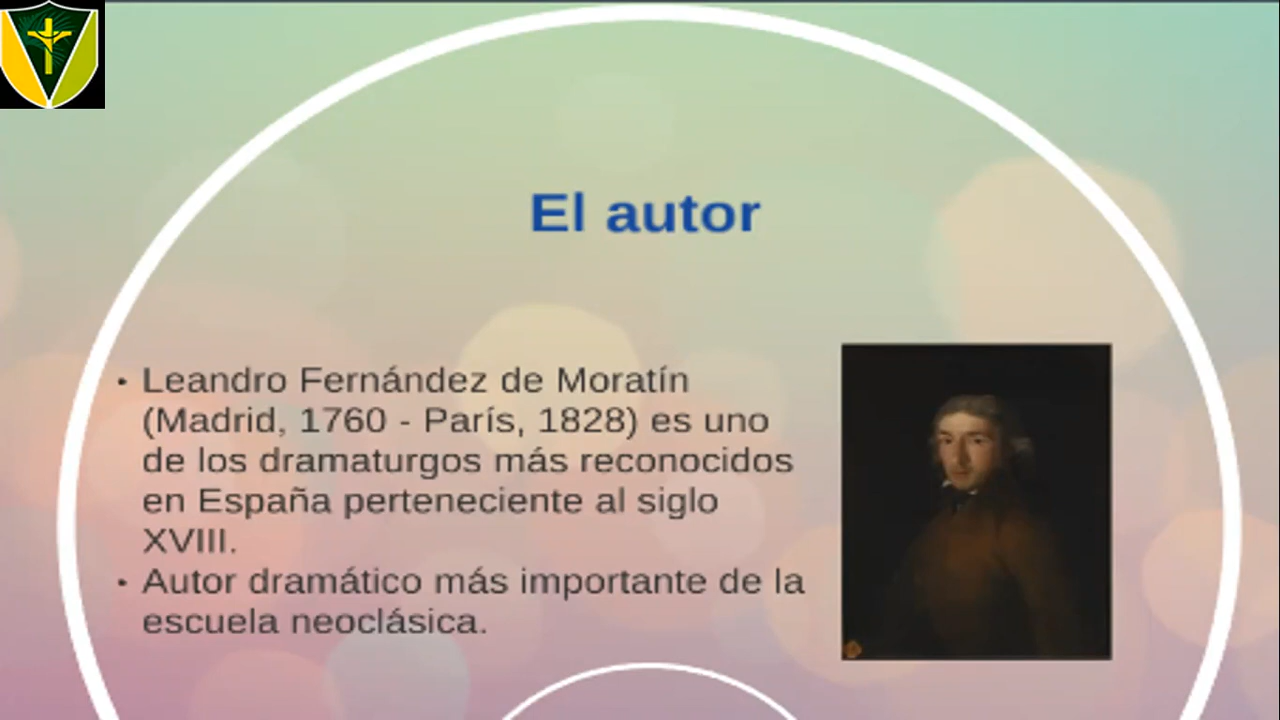 El autor
• Leandro Fernández de Moratín
(Madrid, 1760 - París, 1828) es uno
de los dramaturgos más reconocidos
en España perteneciente al siglo
XVIII.
• Autor dramático más importante de la
escuela neoclásica.